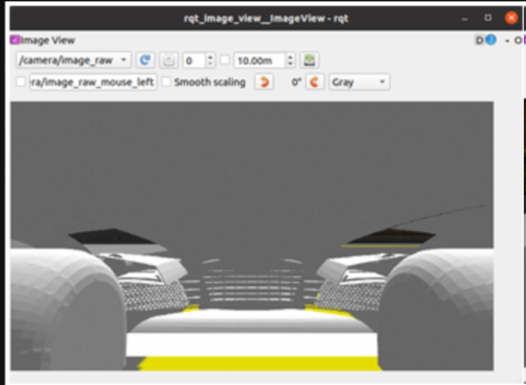 rqt_image_view__ImageView - rqt
Image View
D - O
/camera/image_raw 0 10.00m
ra/image_raw_mouse_left Smooth scaling 0° Gray